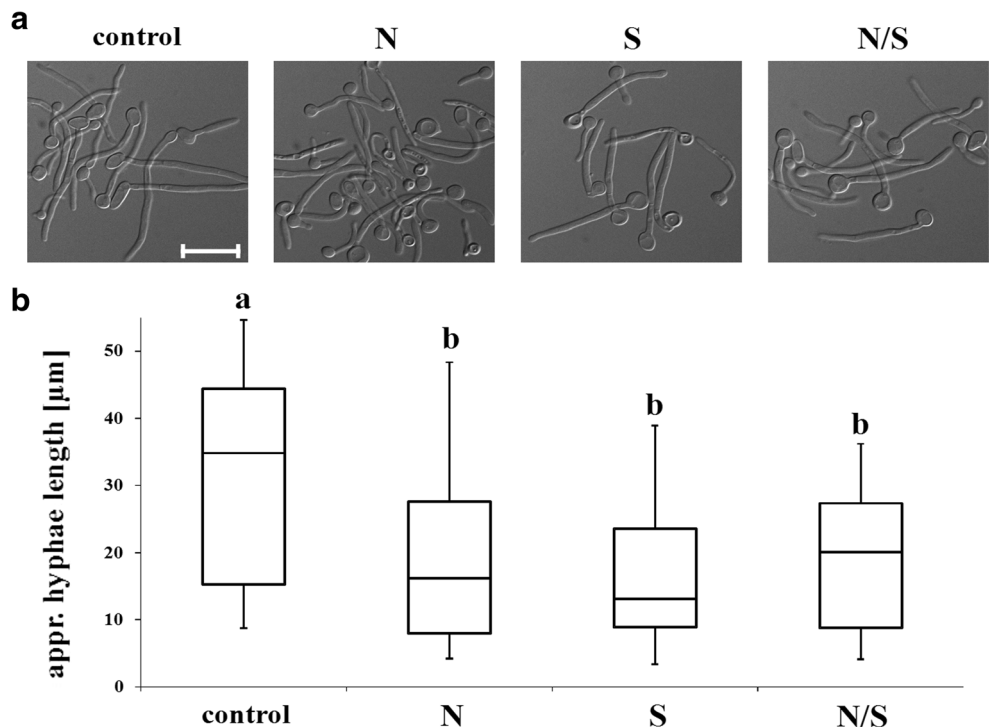 a
control N S N/S
b
appr. hyphae length [µm]
50
40
30
20
10
0
a b b b
control N S N/S